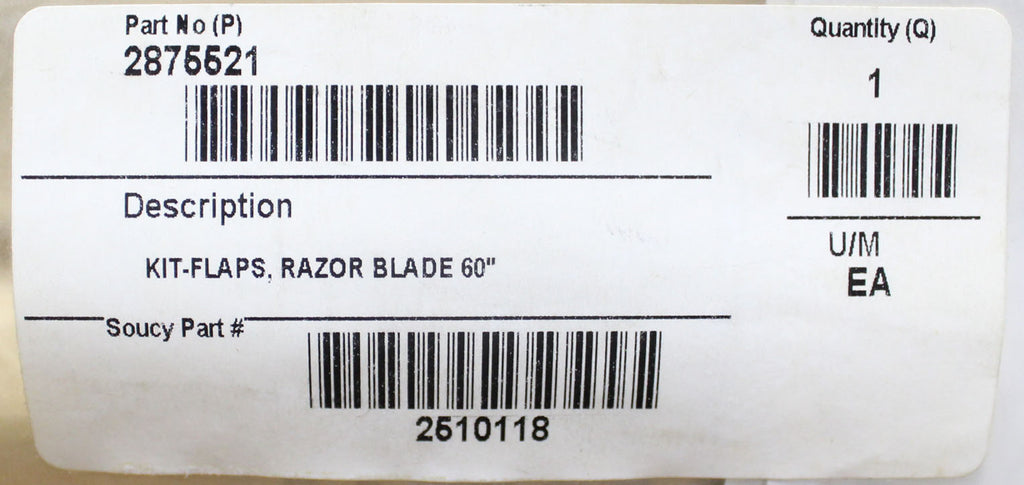 Part No (P)
2875521
Quantity (Q)
1
Description
KIT-FLAPS, RAZOR BLADE 60"
U/M
EA
Soucy Part #
2510118